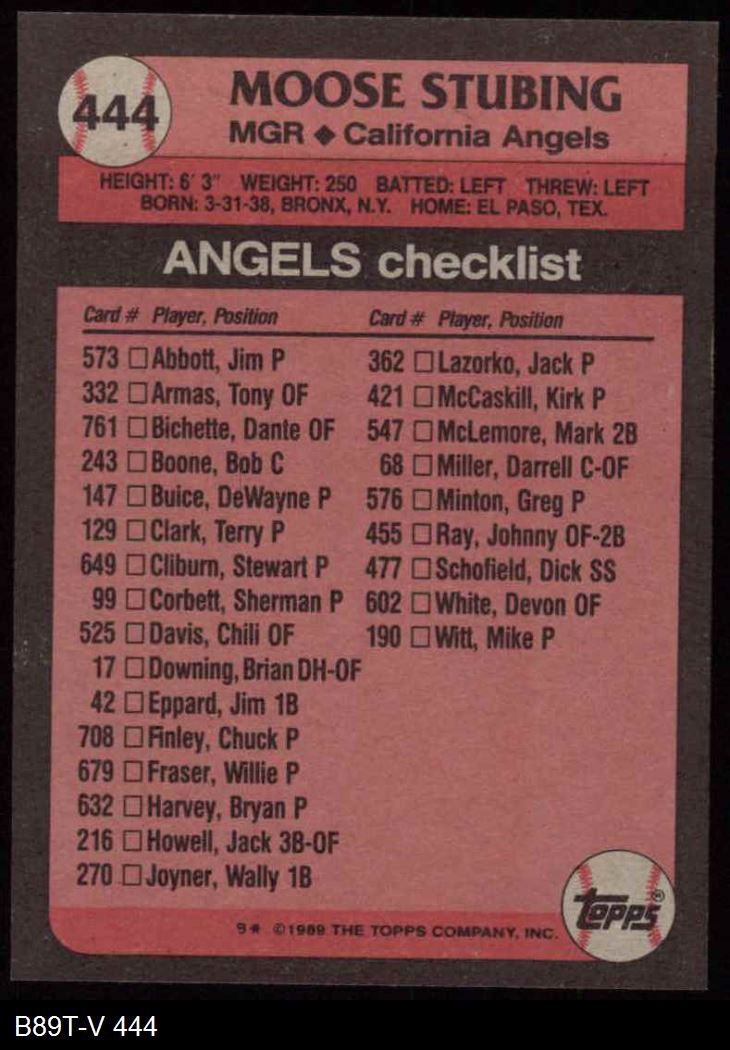 444
MOOSE STUBING
MGR ◆ California Angels
HEIGHT: 6' 3" WEIGHT: 250 BATTED: LEFT THREW: LEFT
BORN: 3-31-38, BRONX, N.Y. HOME: EL PASO, TEX.
ANGELS checklist
Card # Player, Position
573 □ Abbott, Jim P
332 □ Armas, Tony OF
761 □ Bichette, Dante OF
243 □ Boone, Bob C
147 □ Buice, DeWayne P
129 □ Clark, Terry P
649 □ Cliburn, Stewart P
99 □ Corbett, Sherman P
525 □ Davis, Chili OF
17 □ Downing, Brian DH-OF
42 □ Eppard, Jim 1B
708 □ Finley, Chuck P
679 □ Fraser, Willie P
632 □ Harvey, Bryan P
216 □ Howell, Jack 3B-OF
270 □ Joyner, Wally 1B
Card # Player, Position
362 □ Lazorko, Jack P
421 □ McCaskill, Kirk P
547 □ McLemore, Mark 2B
68 □ Miller, Darrell C-OF
576 □ Minton, Greg P
455 □ Ray, Johnny OF-2B
477 □ Schofield, Dick SS
602 □ White, Devon OF
190 □ Witt, Mike P
topps®
9* ©1989 THE TOPPS COMPANY, INC.
B89T-V 444